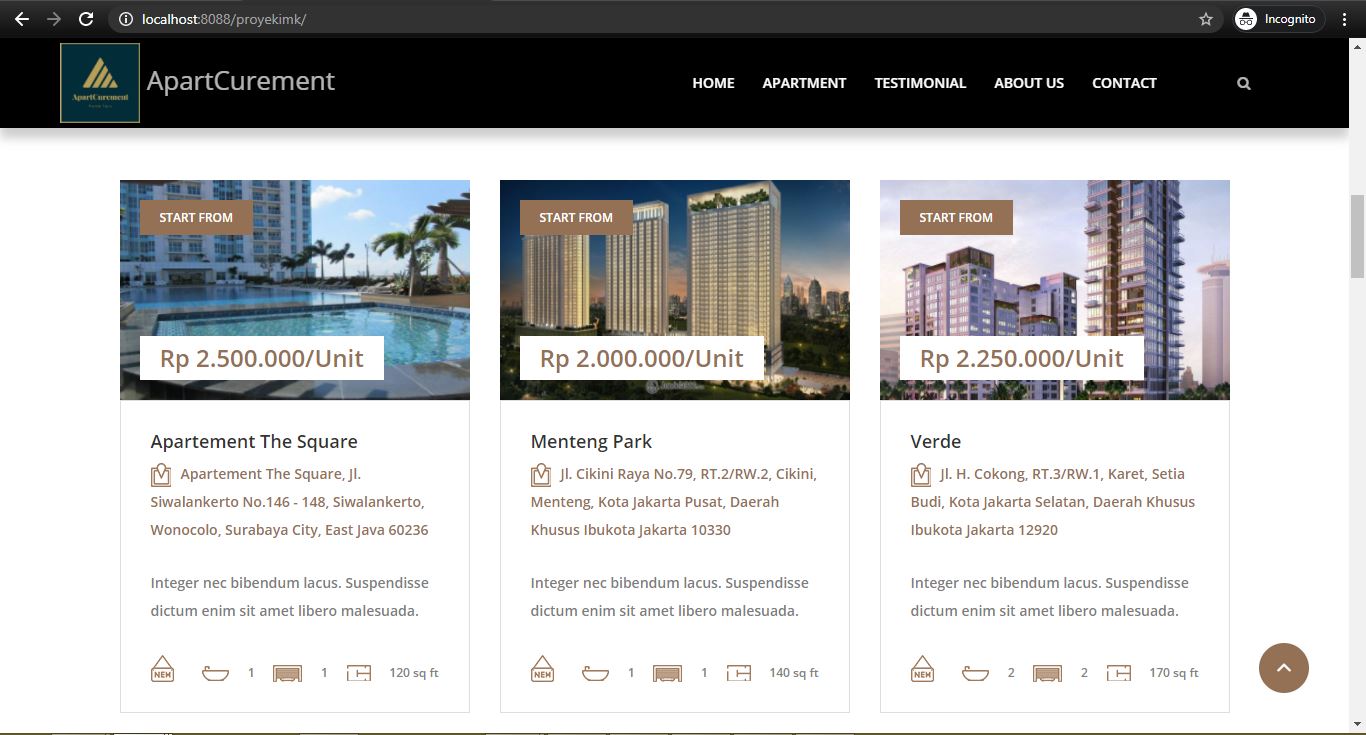 localhost:8088/proyekimk/
Incognito
ApartCurement
ApartCurement
HOME
APARTMENT
TESTIMONIAL
ABOUT US
CONTACT
START FROM
Rp 2.500.000/Unit
Apartement The Square
Apartement The Square, Jl.
Siwalankerto No.146 - 148, Siwalankerto,
Wonocolo, Surabaya City, East Java 60236
Integer nec bibendum lacus. Suspendisse
dictum enim sit amet libero malesuada.
NEW 1 1 120 sq ft
START FROM
Rp 2.000.000/Unit
Menteng Park
Jl. Cikini Raya No.79, RT.2/RW.2, Cikini,
Menteng, Kota Jakarta Pusat, Daerah
Khusus Ibukota Jakarta 10330
Integer nec bibendum lacus. Suspendisse
dictum enim sit amet libero malesuada.
NEW 1 1 140 sq ft
START FROM
Rp 2.250.000/Unit
Verde
Jl. H. Cokong, RT.3/RW.1, Karet, Setia
Budi, Kota Jakarta Selatan, Daerah Khusus
Ibukota Jakarta 12920
Integer nec bibendum lacus. Suspendisse
dictum enim sit amet libero malesuada.
NEW 2 2 170 sq ft